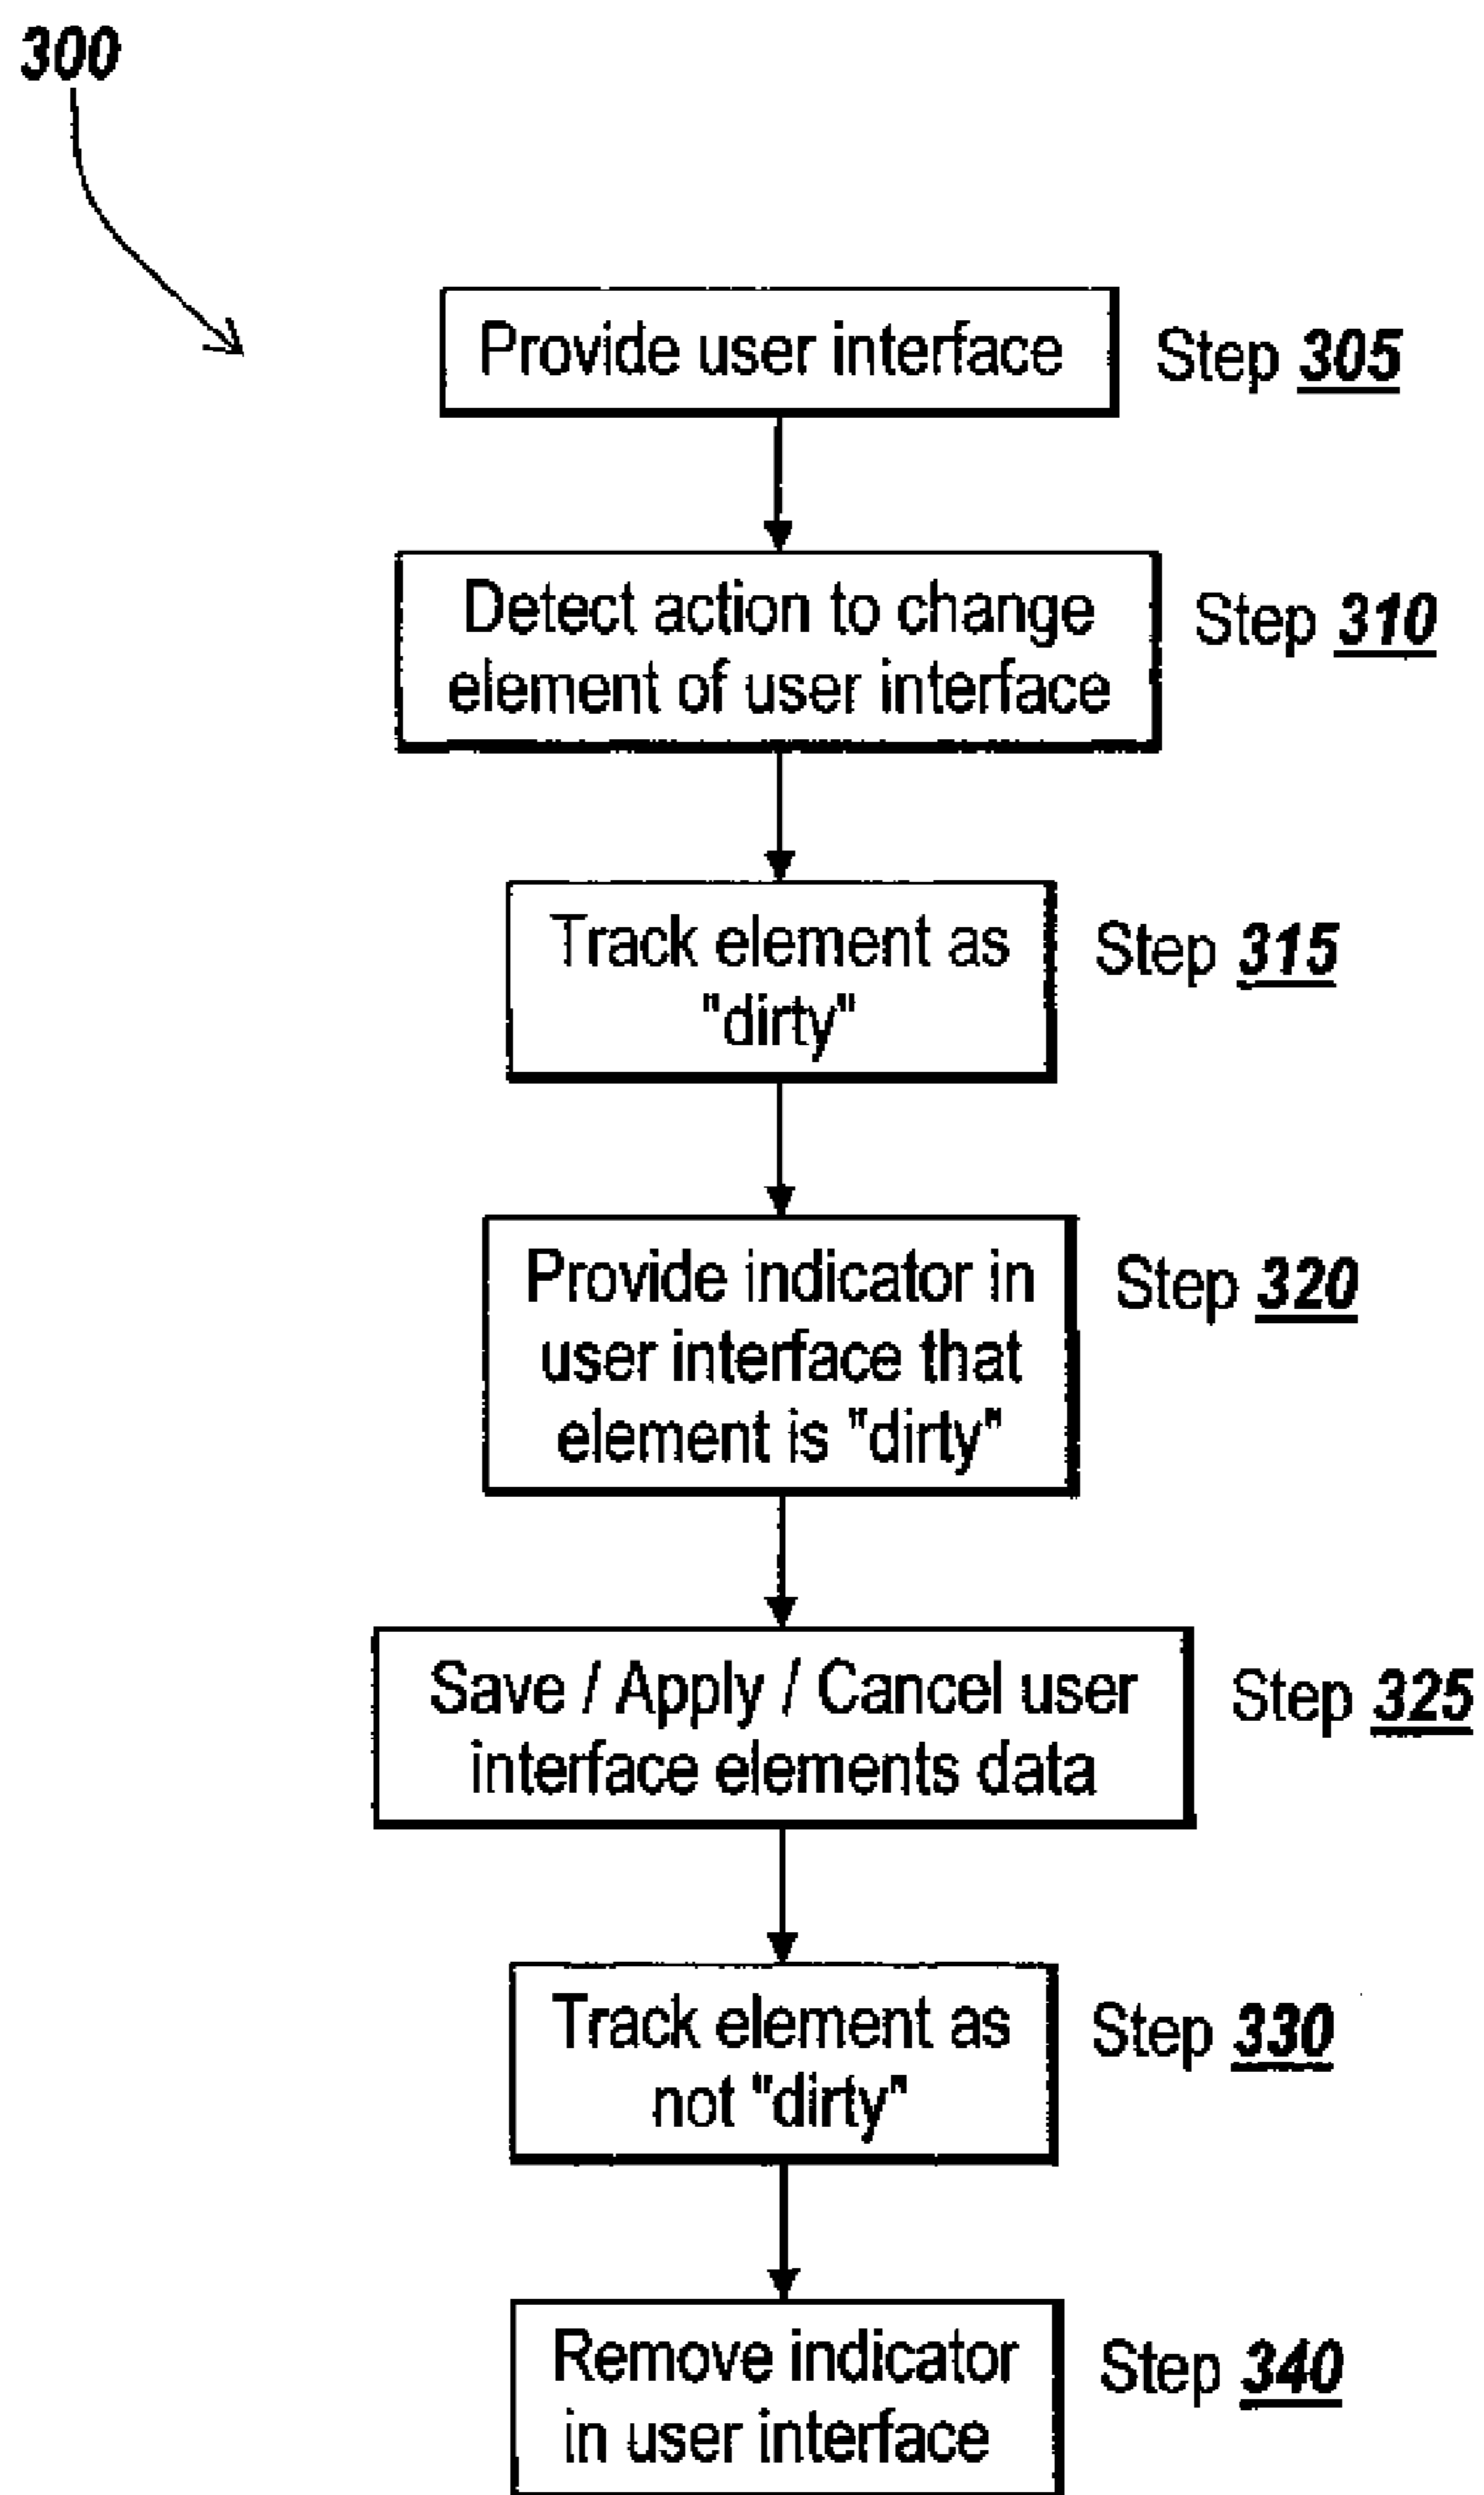 300
Provide user interface
Step 305
Detect action to change
element of user interface
Step 310
Track element as
"dirty"
Step 315
Provide indicator in
user interface that
element is "dirty"
Step 320
Save / Apply / Cancel user
interface elements data
Step 325
Track element as
not "dirty"
Step 330
Remove indicator
in user interface
Step 340